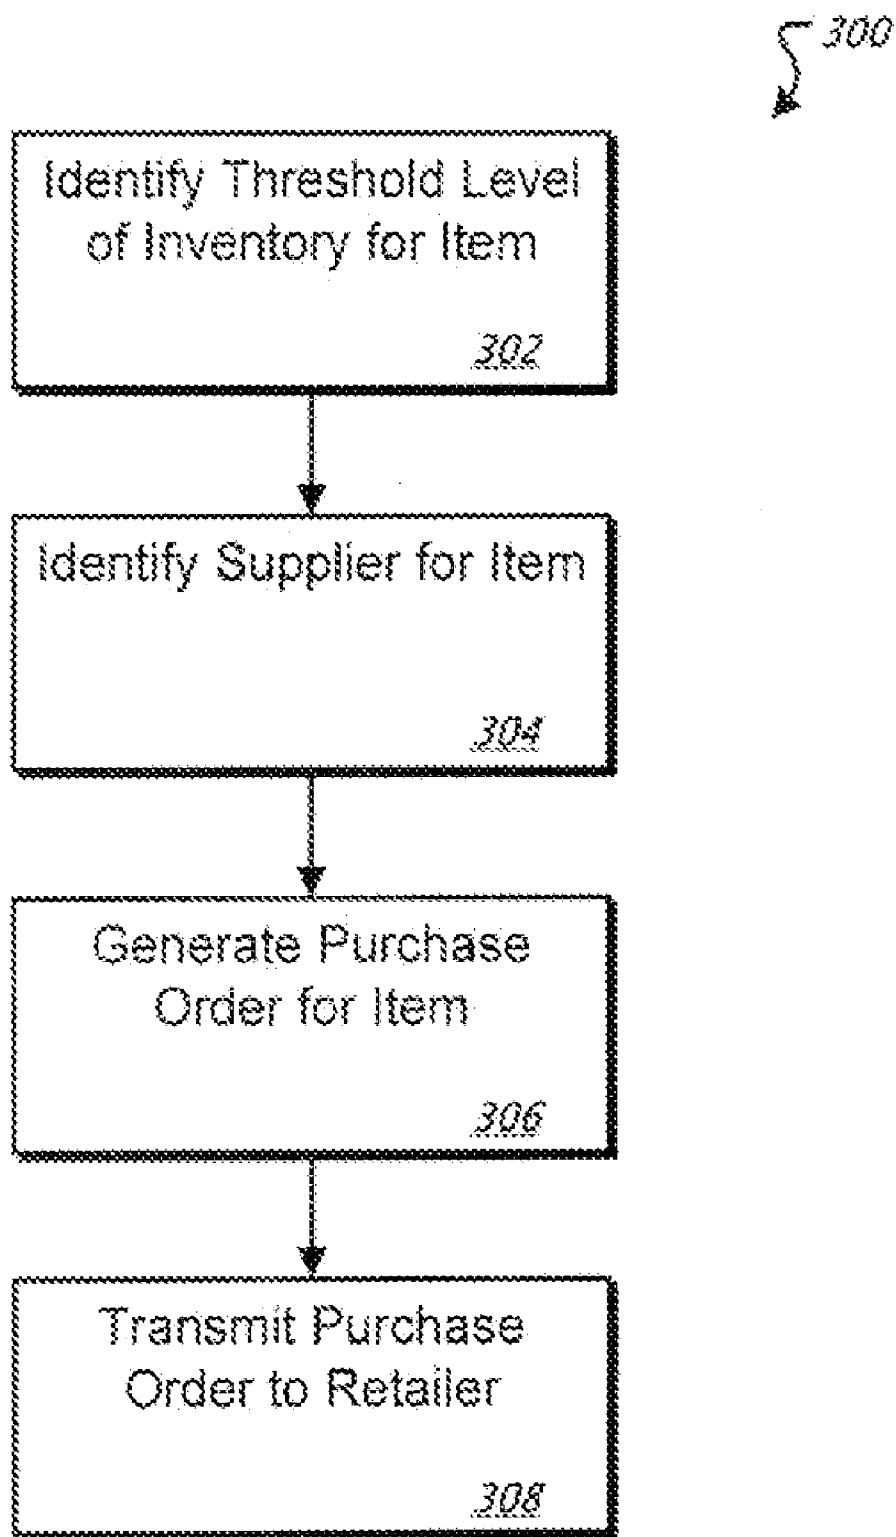 300
Identify Threshold Level
of Inventory for Item
302
Identify Supplier for Item
304
Generate Purchase
Order for Item
306
Transmit Purchase
Order to Retailer
308